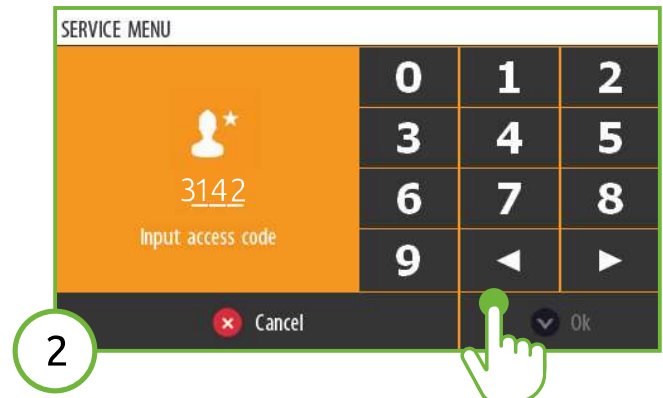 SERVICE MENU
0 1 2
3 4 5
3142
6 7 8
Input access code
9 ◄ ►
Cancel
Ok
2